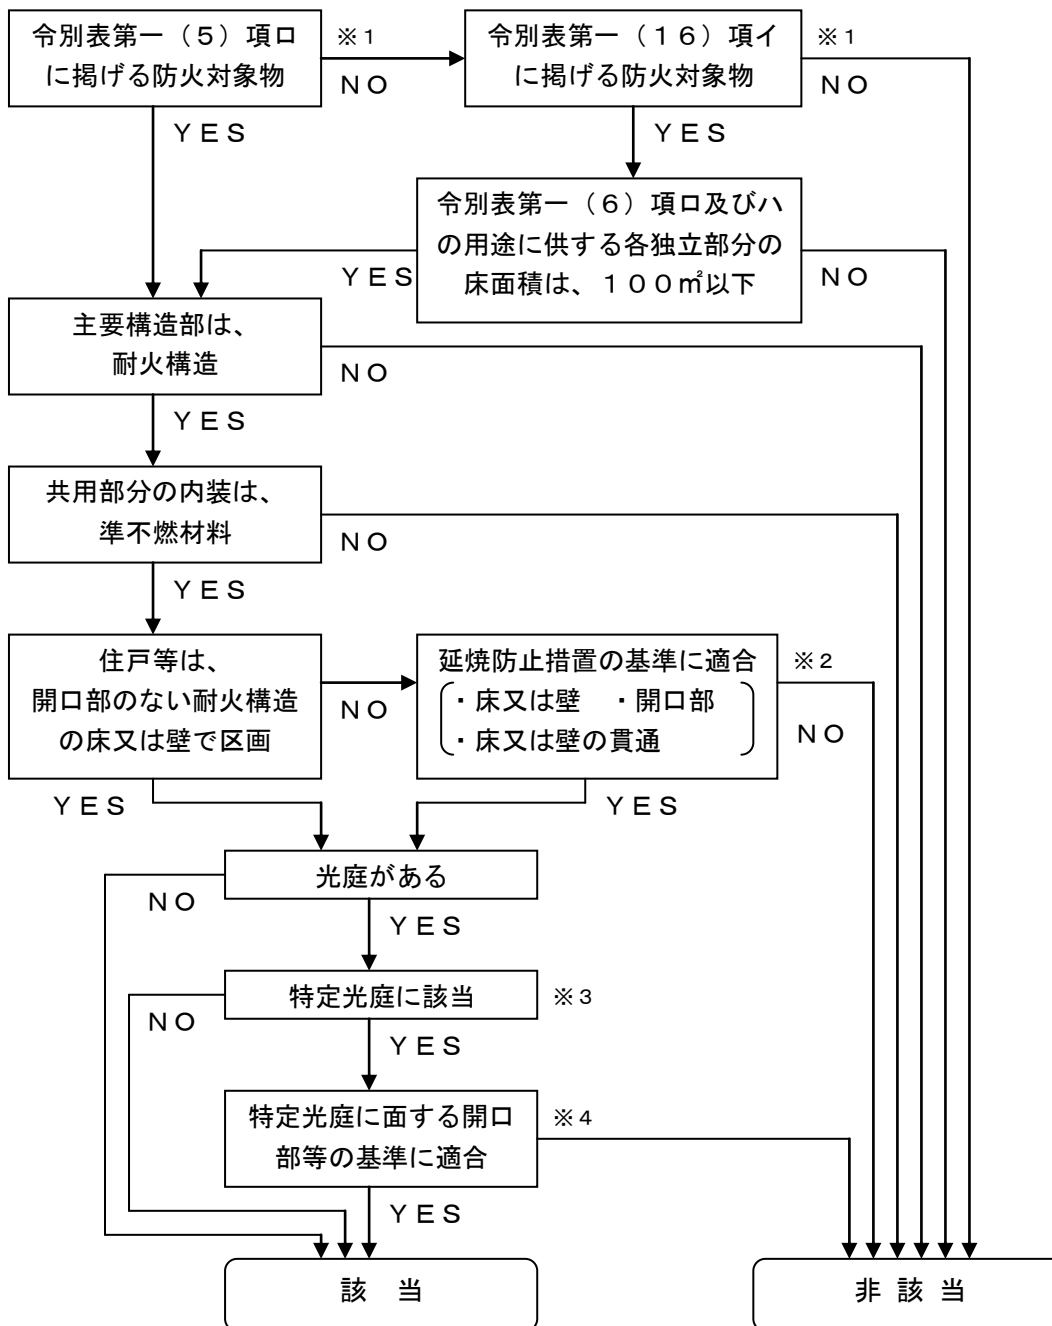 令別表第一（５）項ロ
に掲げる防火対象物
※1
ＮＯ
令別表第一（１６）項イ
に掲げる防火対象物
※1
ＮＯ
ＹＥＳ
ＹＥＳ
令別表第一（６）項ロ及びハ
の用途に供する各独立部分の
床面積は、１００㎡以下
ＹＥＳ
ＮＯ
主要構造部は、
耐火構造
ＮＯ
ＹＥＳ
共用部分の内装は、
準不燃材料
ＮＯ
ＹＥＳ
住戸等は、
開口部のない耐火構造
の床又は壁で区画
ＮＯ
延焼防止措置の基準に適合
・床又は壁　・開口部
・床又は壁の貫通
※2
ＮＯ
ＹＥＳ
ＹＥＳ
光庭がある
ＮＯ
ＹＥＳ
特定光庭に該当
※3
ＮＯ
ＹＥＳ
特定光庭に面する開口
部等の基準に適合
※4
ＹＥＳ
該　当
非 該 当